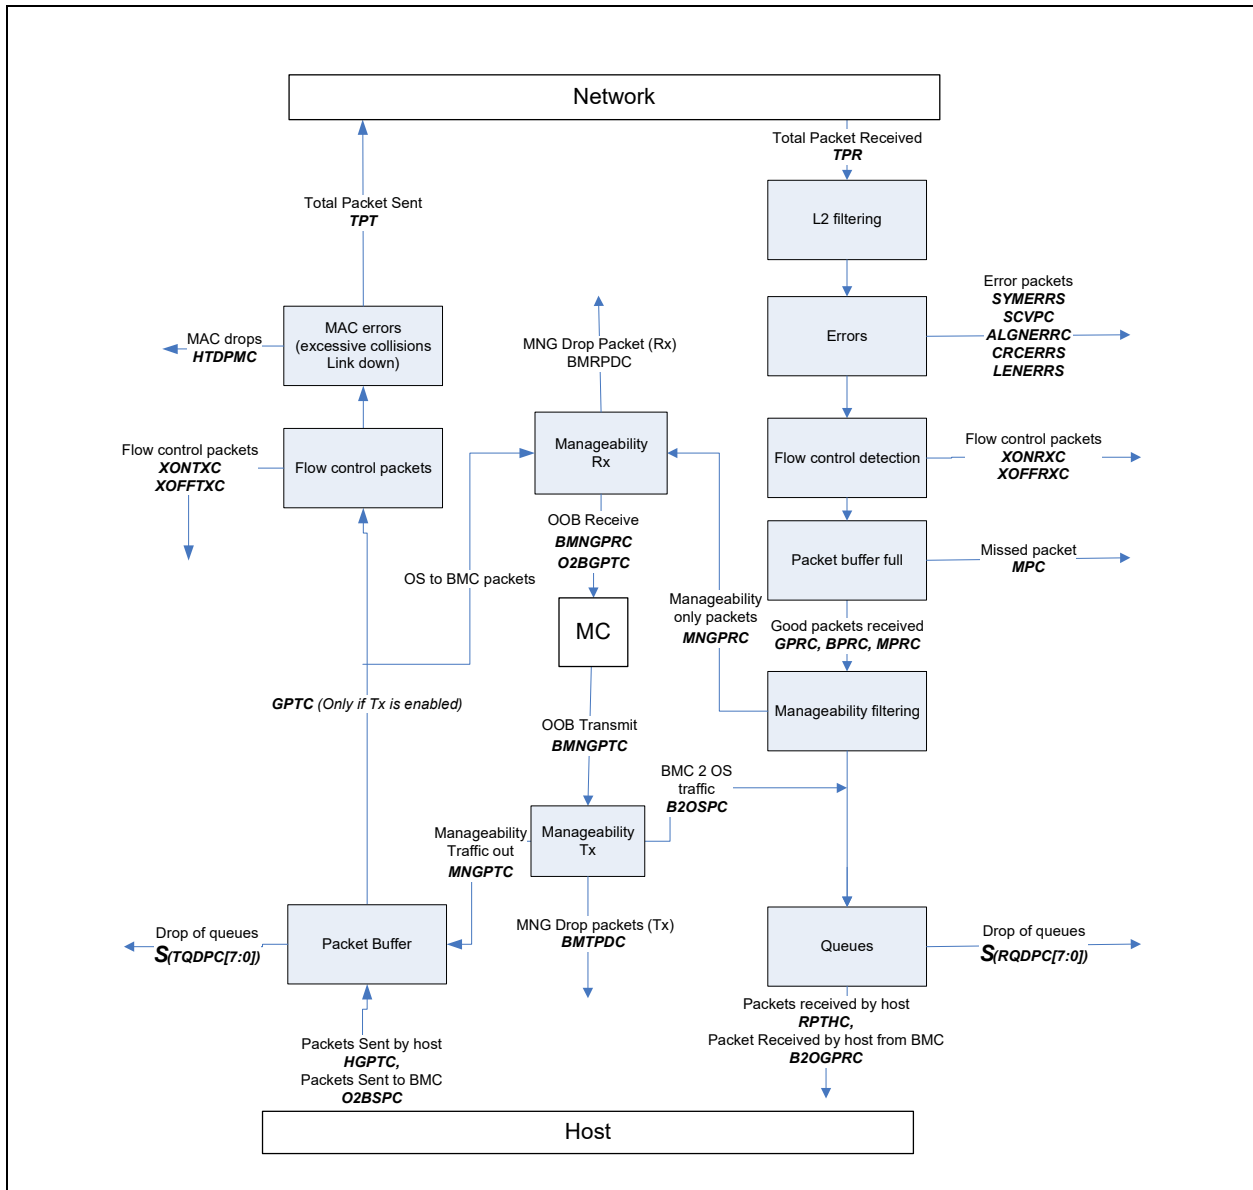 Network
Total Packet Received
TPR
L2 filtering
Total Packet Sent
TPT
Error packets
SYMERRS
SCVPC
ALGNERRC
CRCERRS
LENERRS
Errors
MAC errors
(excessive collisions
Link down)
MAC drops
HTDPMC
MNG Drop Packet (Rx)
BMRPDC
Manageability
Rx
Flow control packets
XONTXC
XOFFTXC
Flow control packets
Flow control detection
Flow control packets
XONRXC
XOFFRXC
OOB Receive
BMNGPRC
O2BGPTC
Packet buffer full
Missed packet
MPC
OS to BMC packets
Manageability
only packets
MNGPRC
MC
Good packets received
GPRC, BPRC, MPRC
GPTC (Only if Tx is enabled)
Manageability filtering
OOB Transmit
BMNGPTC
BMC 2 OS
traffic
B2OSPC
Manageability
Traffic out
MNGPTC
Manageability
Tx
MNG Drop packets (Tx)
BMTPDC
Drop of queues
S(TQDPC[7:0])
Packet Buffer
Queues
Drop of queues
S(RQDPC[7:0])
Packets Sent by host
HGPTC,
Packets Sent to BMC
O2BSPC
Packets received by host
RPTHC,
Packet Received by host from BMC
B2OGPRC
Host